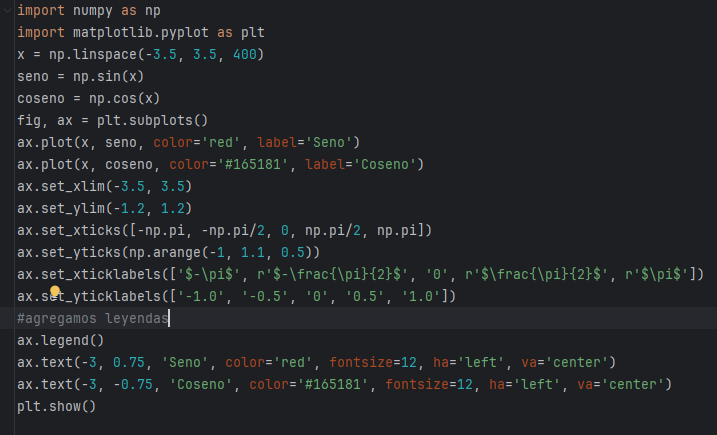 import numpy as np
import matplotlib.pyplot as plt
x = np.linspace(-3.5, 3.5, 400)
seno = np.sin(x)
coseno = np.cos(x)
fig, ax = plt.subplots()
ax.plot(x, seno, color='red', label='Seno')
ax.plot(x, coseno, color='#165181', label='Coseno')
ax.set_xlim(-3.5, 3.5)
ax.set_ylim(-1.2, 1.2)
ax.set_xticks([-np.pi, -np.pi/2, 0, np.pi/2, np.pi])
ax.set_yticks(np.arange(-1, 1.1, 0.5))
ax.set_xticklabels(['$-\pi$', r'$-\frac{\pi}{2}$', '0', r'$\frac{\pi}{2}$', r'$\pi$'])
ax.set_yticklabels(['-1.0', '-0.5', '0', '0.5', '1.0'])
#agregamos leyendas
ax.legend()
ax.text(-3, 0.75, 'Seno', color='red', fontsize=12, ha='left', va='center')
ax.text(-3, -0.75, 'Coseno', color='#165181', fontsize=12, ha='left', va='center')
plt.show()